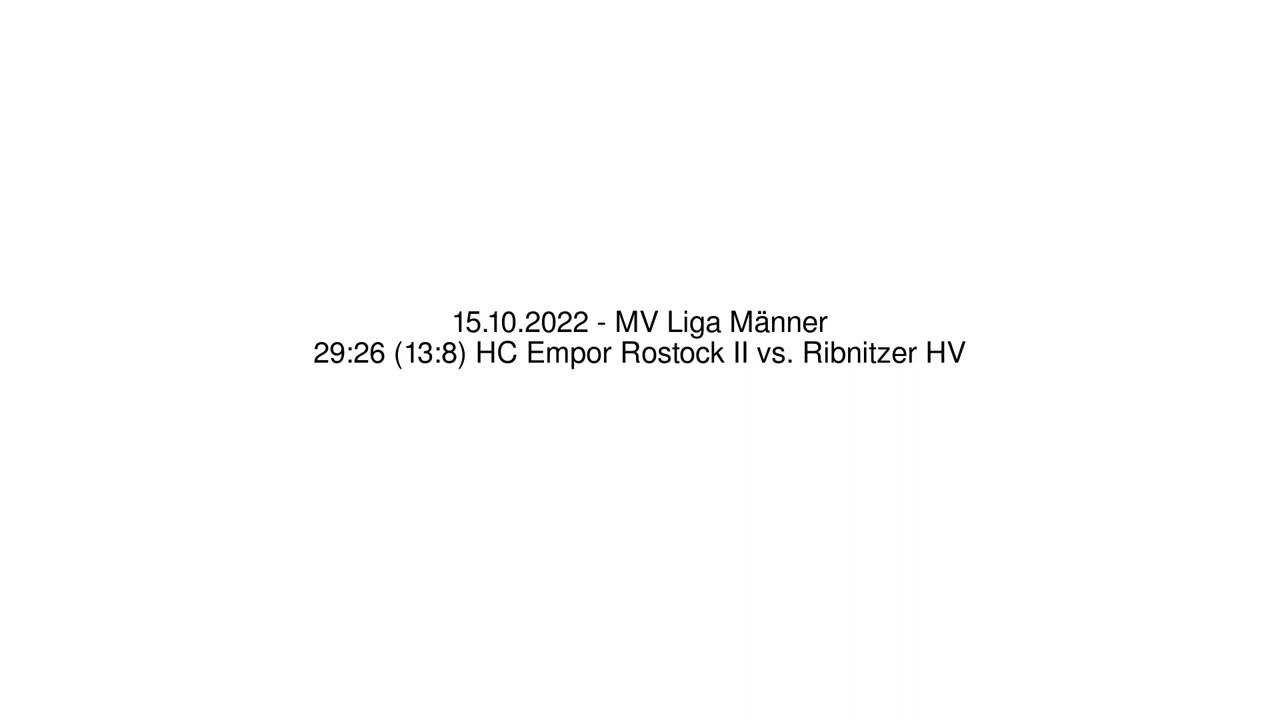 15.10.2022 - MV Liga Männer
29:26 (13:8) HC Empor Rostock II vs. Ribnitzer HV